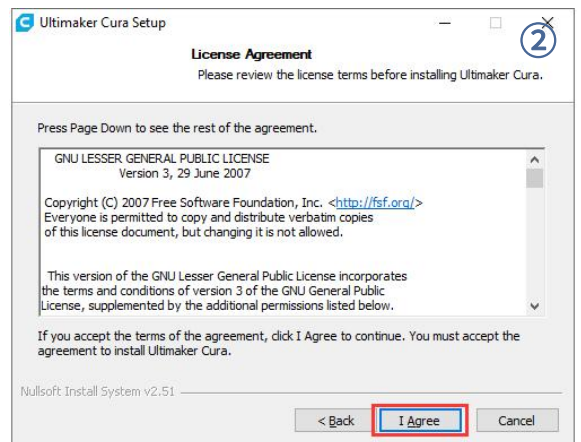 Ultimaker Cura Setup
②
License Agreement
Please review the license terms before installing Ultimaker Cura.
Press Page Down to see the rest of the agreement.
GNU LESSER GENERAL PUBLIC LICENSE
Version 3, 29 June 2007
Copyright (C) 2007 Free Software Foundation, Inc. <http://fsf.org/>
Everyone is permitted to copy and distribute verbatim copies
of this license document, but changing it is not allowed.
This version of the GNU Lesser General Public License incorporates
the terms and conditions of version 3 of the GNU General Public
License, supplemented by the additional permissions listed below.
If you accept the terms of the agreement, click I Agree to continue. You must accept the
agreement to install Ultimaker Cura.
Nullsoft Install System v2.51
< Back I Agree Cancel